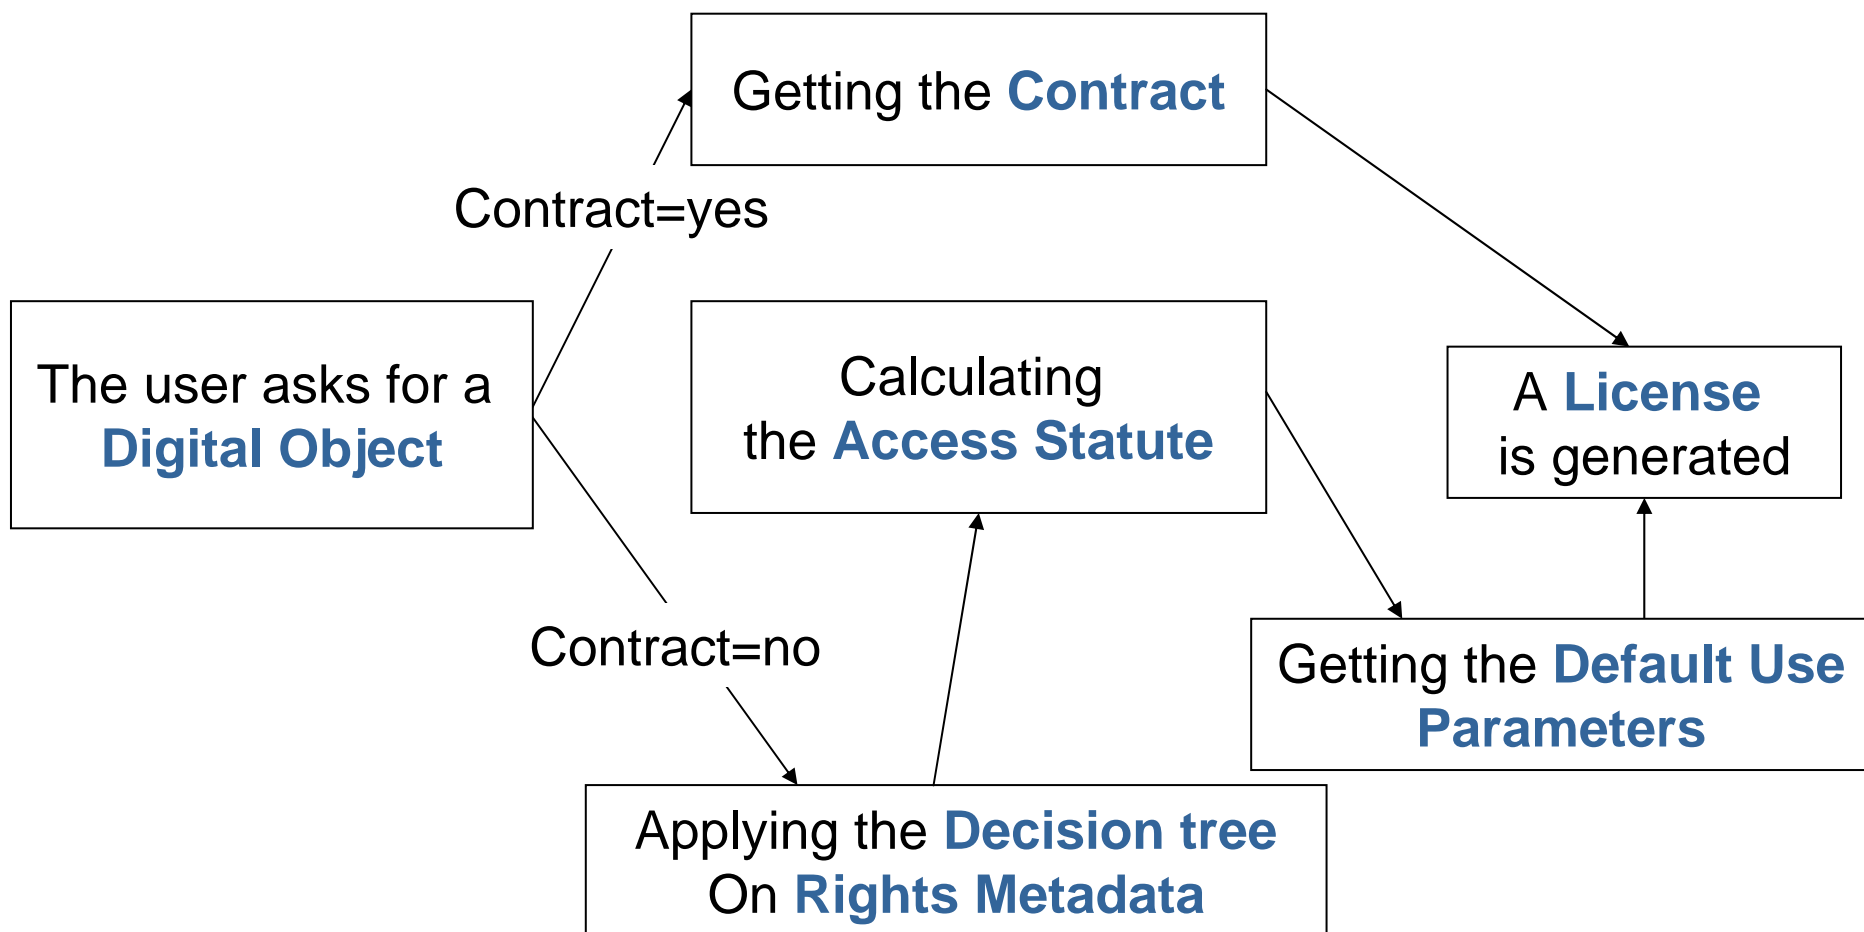 Getting the Contract
Contract=yes
The user asks for a
Digital Object
Calculating
the Access Statute
A License
is generated
Contract=no
Getting the Default Use
Parameters
Applying the Decision tree
On Rights Metadata